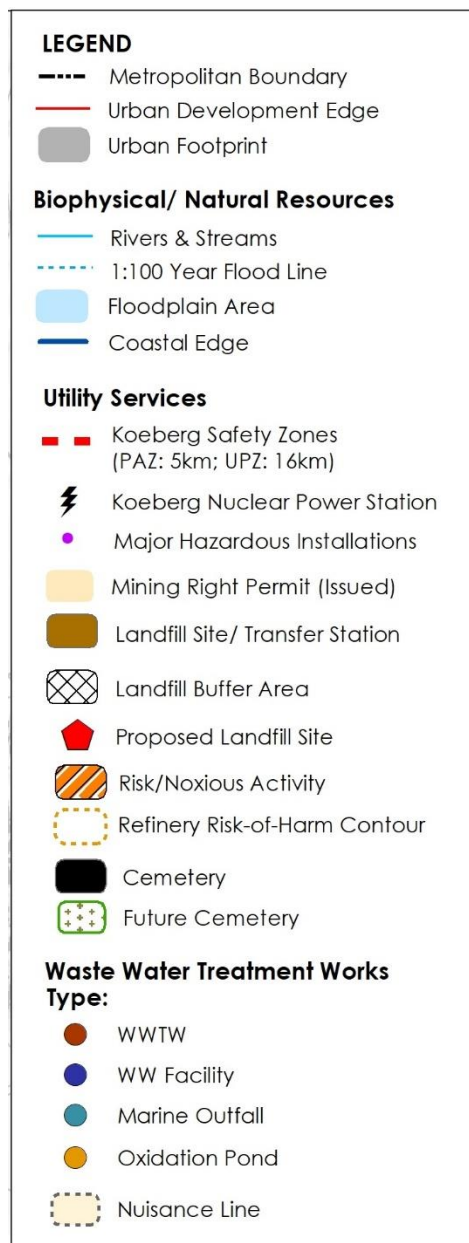 LEGEND
Metropolitan Boundary
Urban Development Edge
Urban Footprint
Biophysical/ Natural Resources
Rivers & Streams
1:100 Year Flood Line
Floodplain Area
Coastal Edge
Utility Services
Koeberg Safety Zones
(PAZ: 5km; UPZ: 16km)
Koeberg Nuclear Power Station
Major Hazardous Installations
Mining Right Permit (Issued)
Landfill Site/ Transfer Station
Landfill Buffer Area
Proposed Landfill Site
Risk/Noxious Activity
Refinery Risk-of-Harm Contour
Cemetery
Future Cemetery
Waste Water Treatment Works
Type:
WWTW
WW Facility
Marine Outfall
Oxidation Pond
Nuisance Line